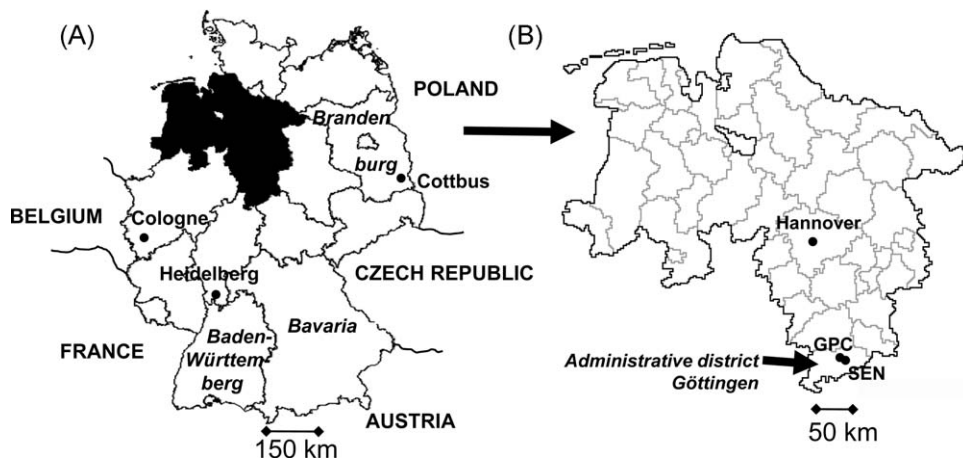 (A)
POLAND
Branden
burg
Cottbus
BELGIUM
Cologne
Heidelberg
CZECH REPUBLIC
Bavaria
FRANCE
Baden-
Württem
berg
AUSTRIA
150 km
(B)
Hannover
GPC
SEN
Administrative district
Göttingen
50 km